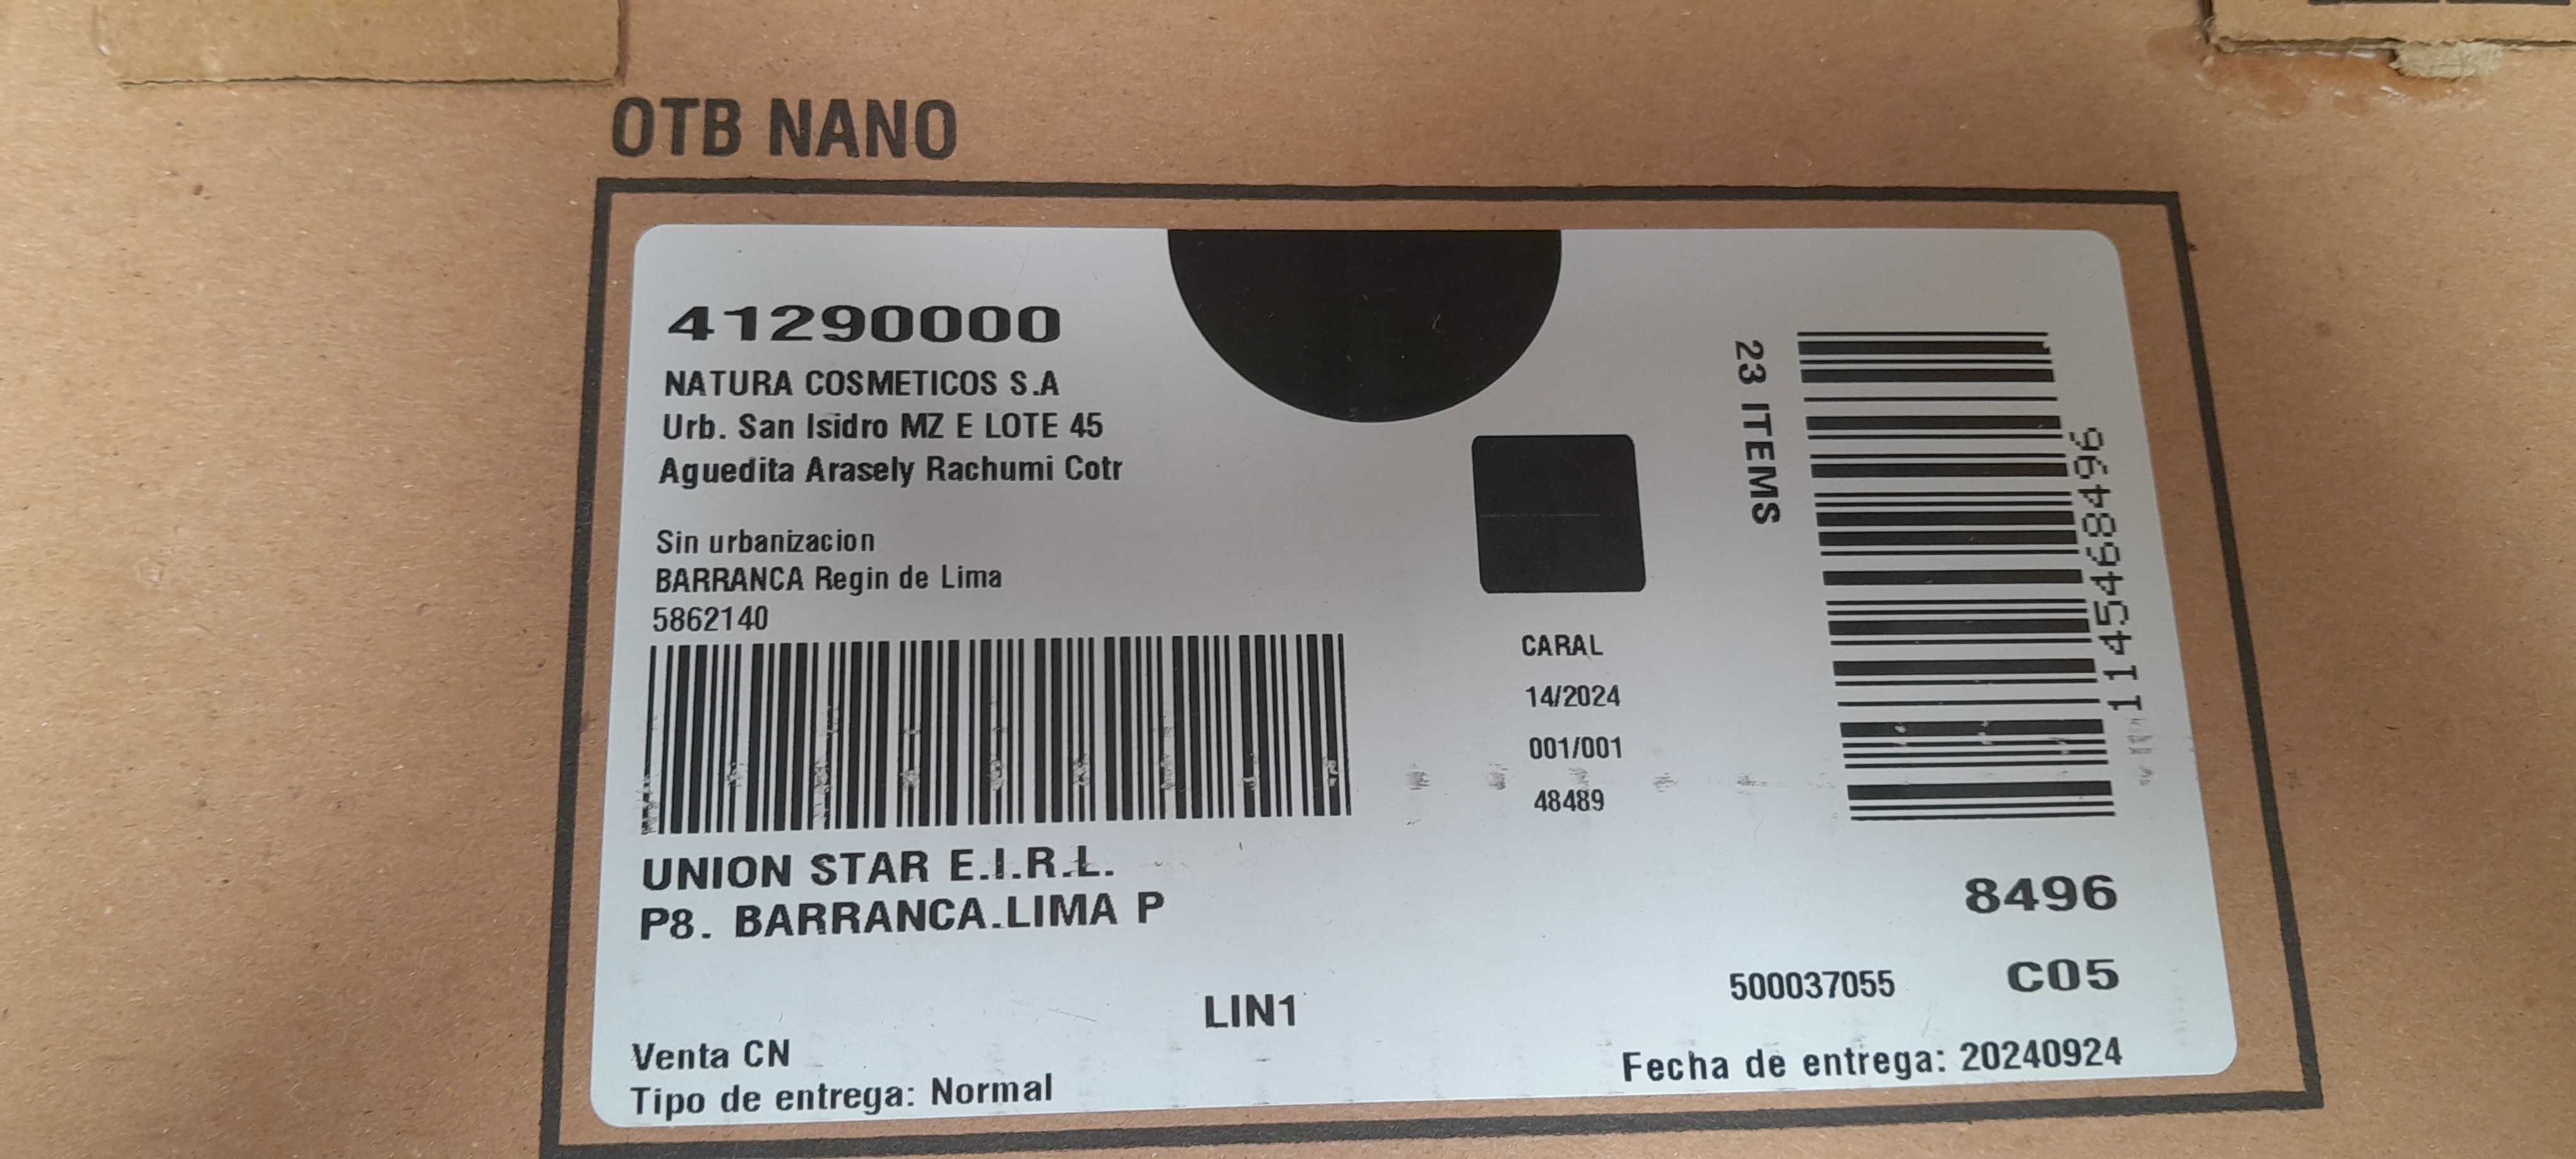 OTB NANO
41290000
NATURA COSMETICOS S.A
Urb. San Isidro MZ E LOTE 45
Aguedita Arasely Rachumi Cotr
Sin urbanizacion
BARRANCA Regin de Lima
5862140
UNION STAR E.I.R.L.
P8. BARRANCA.LIMA P
LIN1
Venta CN
Tipo de entrega: Normal
CARAL
14/2024
001/001
48489
23 ITEMS
1145468496
8496
500037055 C05
Fecha de entrega: 20240924